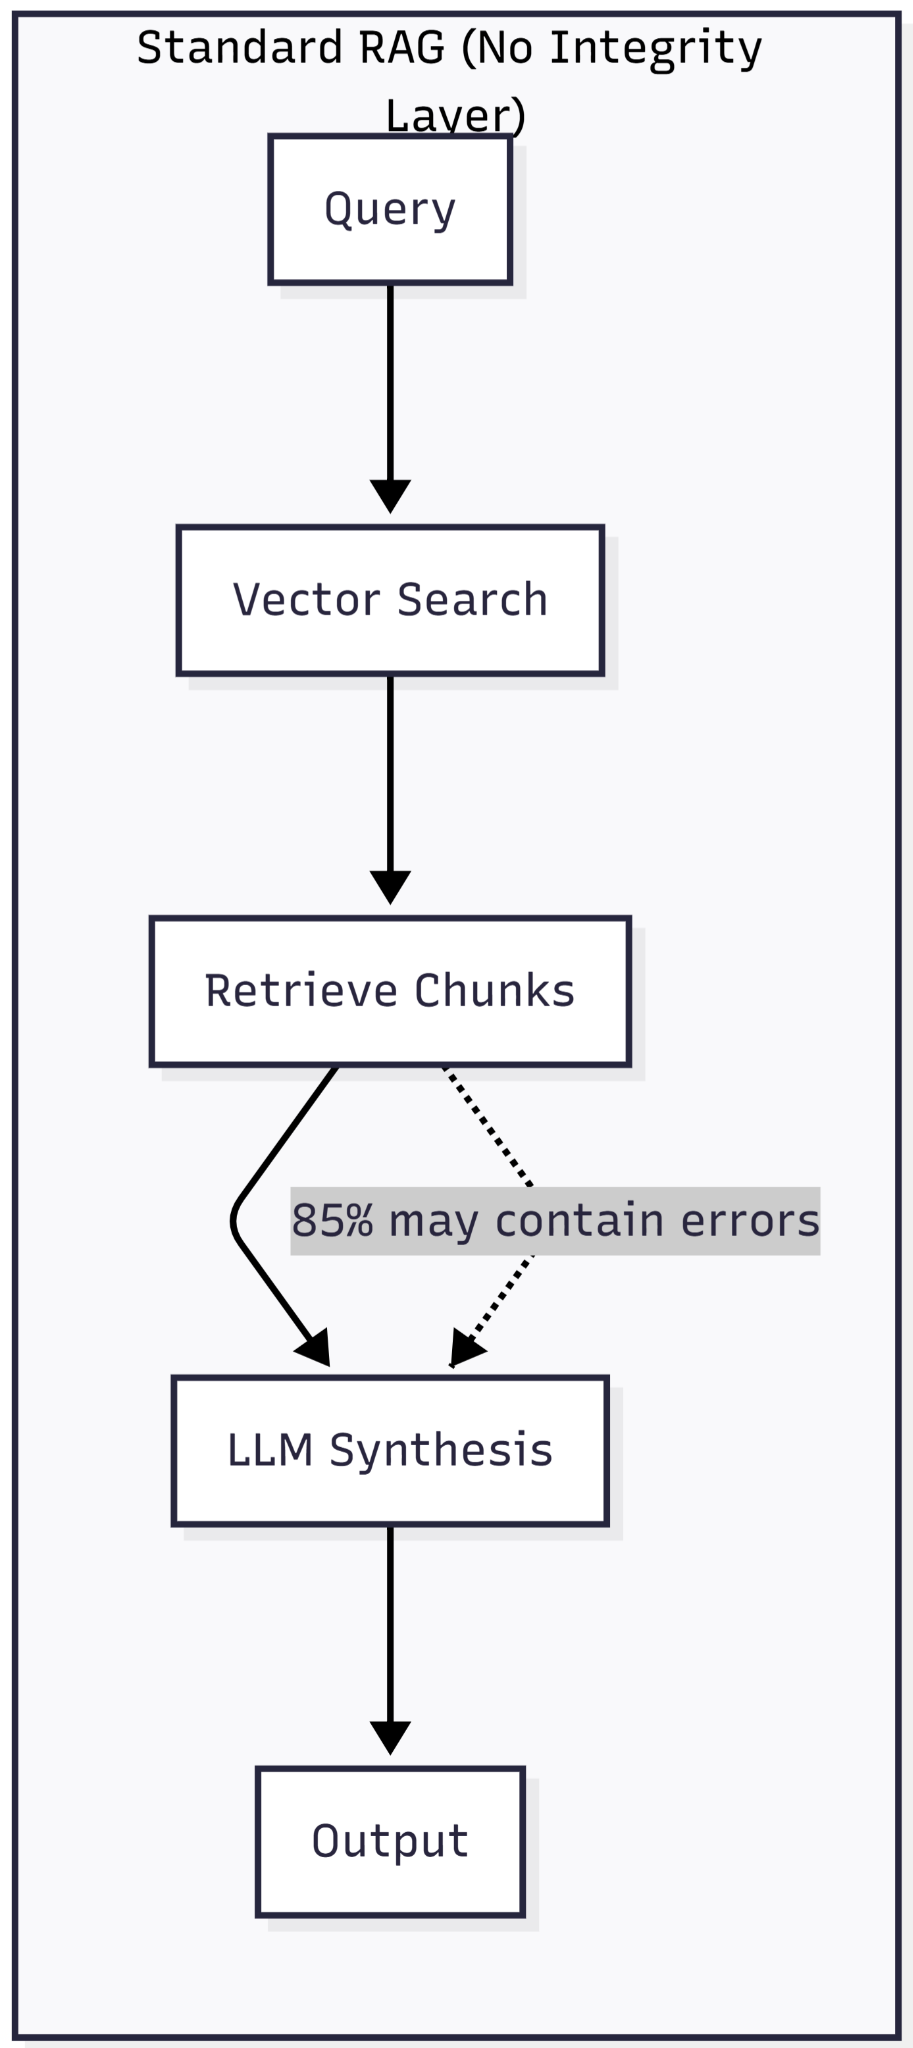 Standard RAG (No Integrity
Layer)
Query
Vector Search
Retrieve Chunks
85% may contain errors
LLM Synthesis
Output